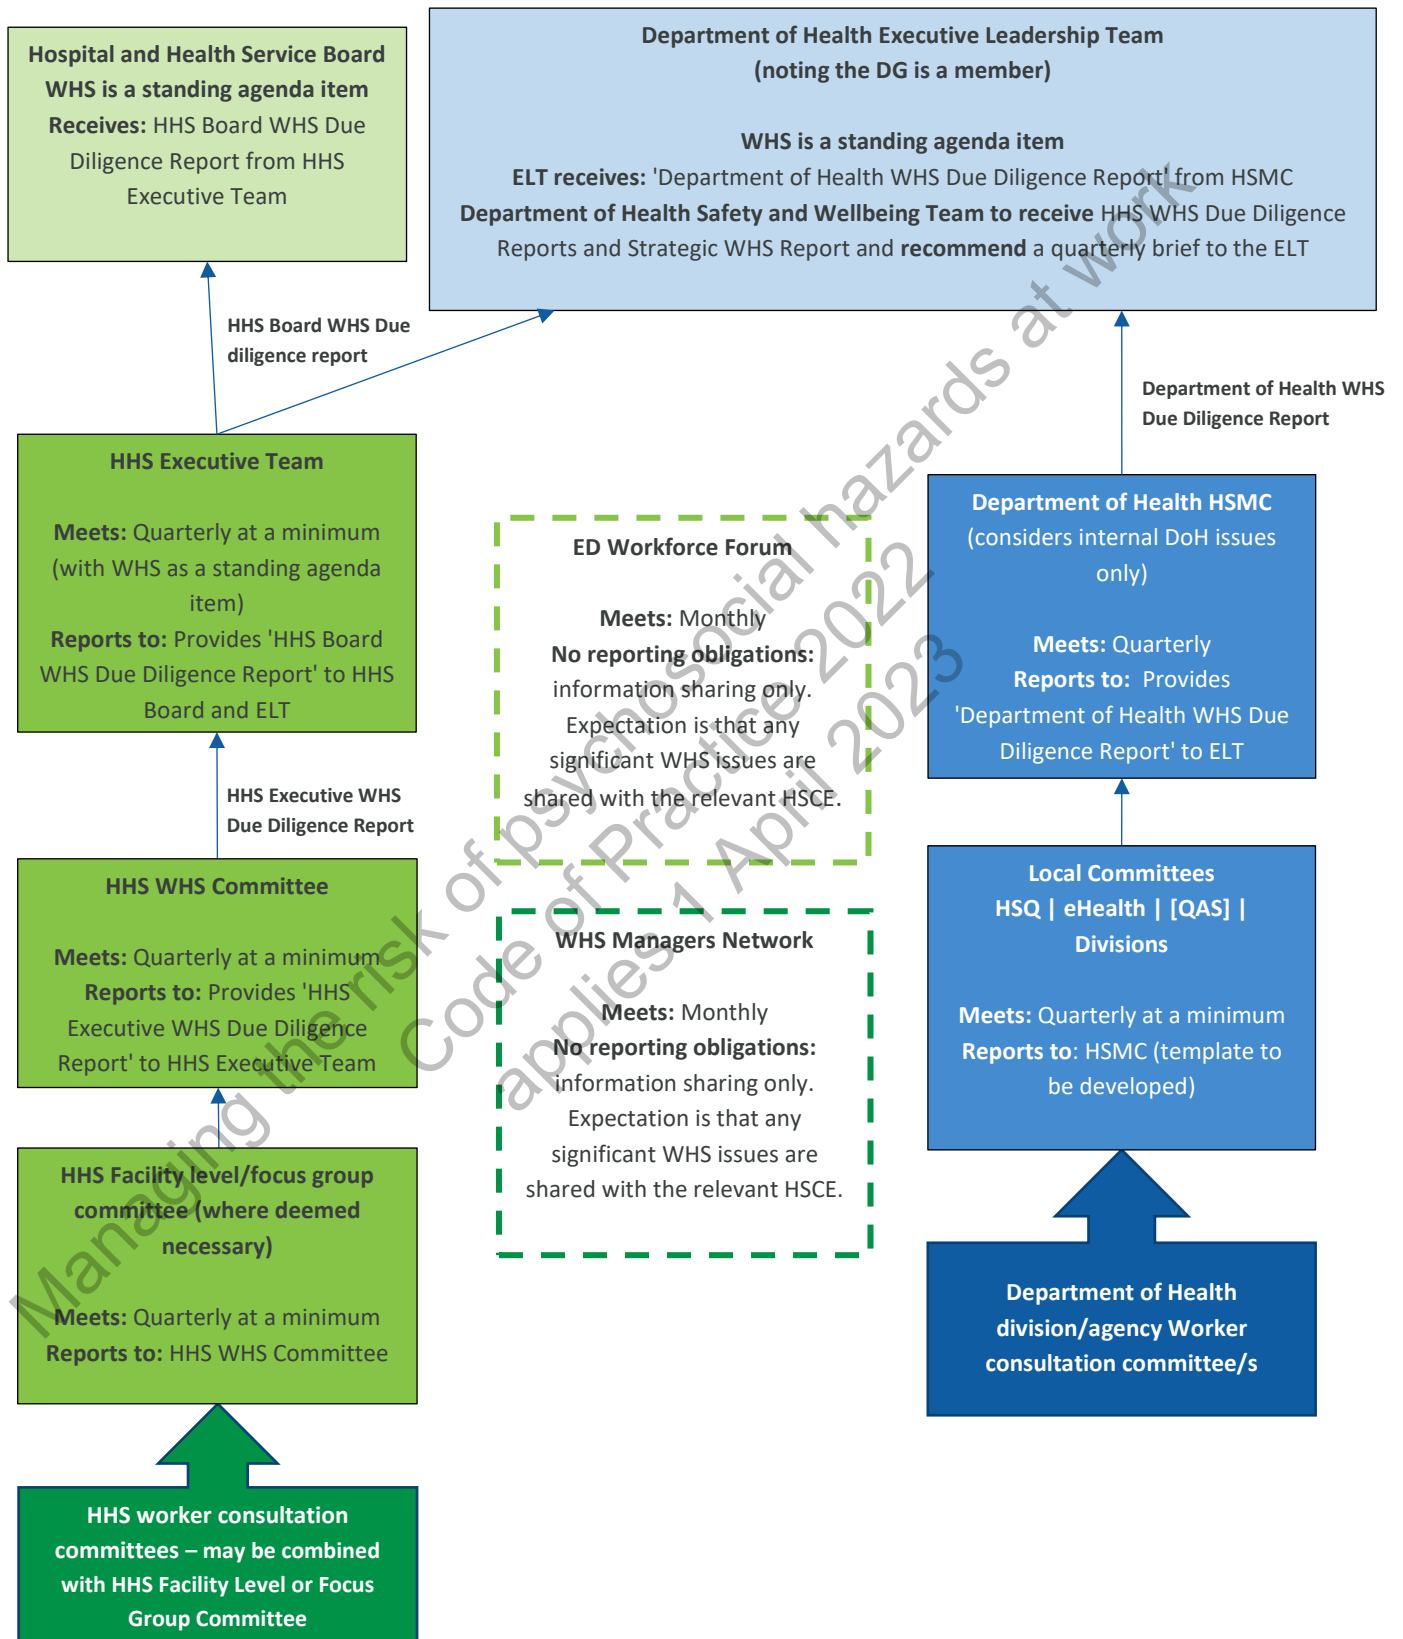 Hospital and Health Service Board
WHS is a standing agenda item
Receives: HHS Board WHS Due
Diligence Report from HHS
Executive Team
Department of Health Executive Leadership Team
(noting the DG is a member)
WHS is a standing agenda item
ELT receives: 'Department of Health WHS Due Diligence Report' from HSMC
Department of Health Safety and Wellbeing Team to receive HHS WHS Due Diligence
Reports and Strategic WHS Report and recommend a quarterly brief to the ELT
HHS Board WHS Due
diligence report
Department of Health WHS
Due Diligence Report
HHS Executive Team
Meets: Quarterly at a minimum
(with WHS as a standing agenda
item)
Reports to: Provides 'HHS Board
WHS Due Diligence Report' to HHS
Board and ELT
ED Workforce Forum
Meets: Monthly
No reporting obligations:
information sharing only.
Expectation is that any
significant WHS issues are
shared with the relevant HSCE.
Department of Health HSMC
(considers internal DoH issues
only)
Meets: Quarterly
Reports to: Provides
'Department of Health WHS Due
Diligence Report' to ELT
HHS Executive WHS
Due Diligence Report
HHS WHS Committee
Meets: Quarterly at a minimum
Reports to: Provides 'HHS
Executive WHS Due Diligence
Report' to HHS Executive Team
WHS Managers Network
Meets: Monthly
No reporting obligations:
information sharing only.
Expectation is that any
significant WHS issues are
shared with the relevant HSCE.
Local Committees
HSQ | eHealth | [QAS] |
Divisions
Meets: Quarterly at a minimum
Reports to: HSMC (template to
be developed)
HHS Facility level/focus group
committee (where deemed
necessary)
Meets: Quarterly at a minimum
Reports to: HHS WHS Committee
Department of Health
division/agency Worker
consultation committee/s
HHS worker consultation
committees – may be combined
with HHS Facility Level or Focus
Group Committee
Managing the risk of psychosocial hazards at work
Code of Practice 2022
applies 1 April 2023